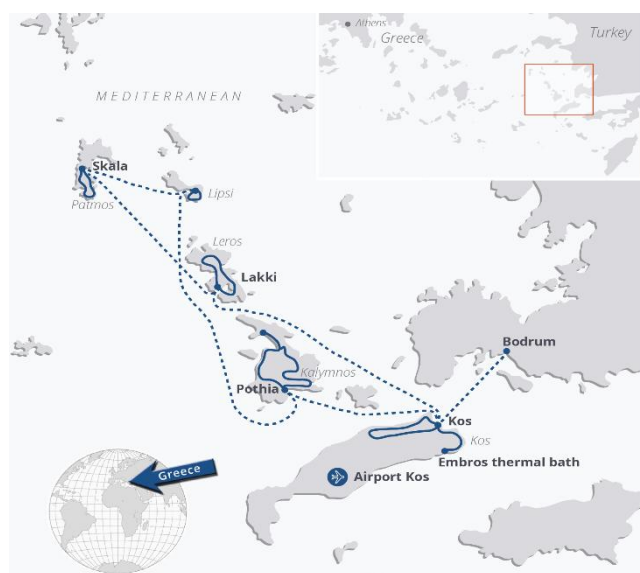 Athens
Greece
Turkey
MEDITERRANEAN
Skala
Patmos
Lipsi
Leros
Lakki
Bodrum
Kalymnos
Pothia
Kos
Kos
Embros thermal bath
Airport Kos
Greece